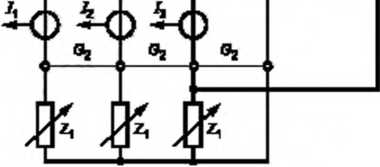 I₁ I₂ I₃
G₂ G₂ G₂
Z₁ Z₁ Z₁